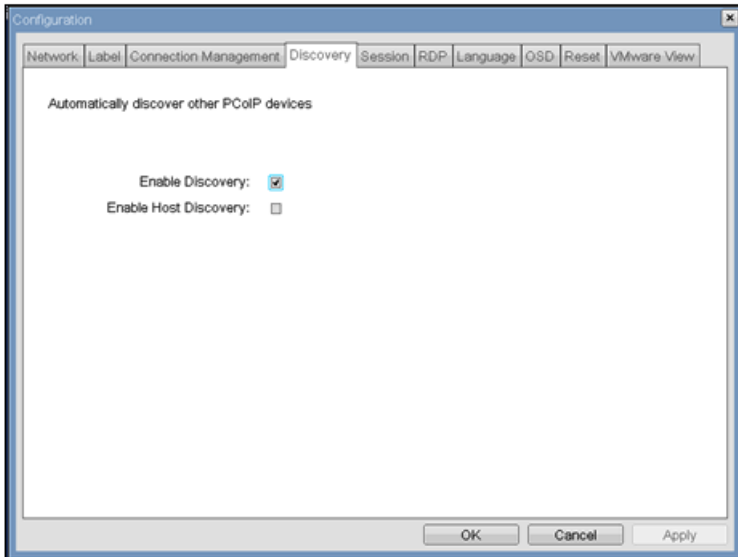 Configuration
Network Label Connection Management Discovery Session RDP Language OSD Reset VMware View
Automatically discover other PCoIP devices
Enable Discovery:
Enable Host Discovery:
OK Cancel Apply